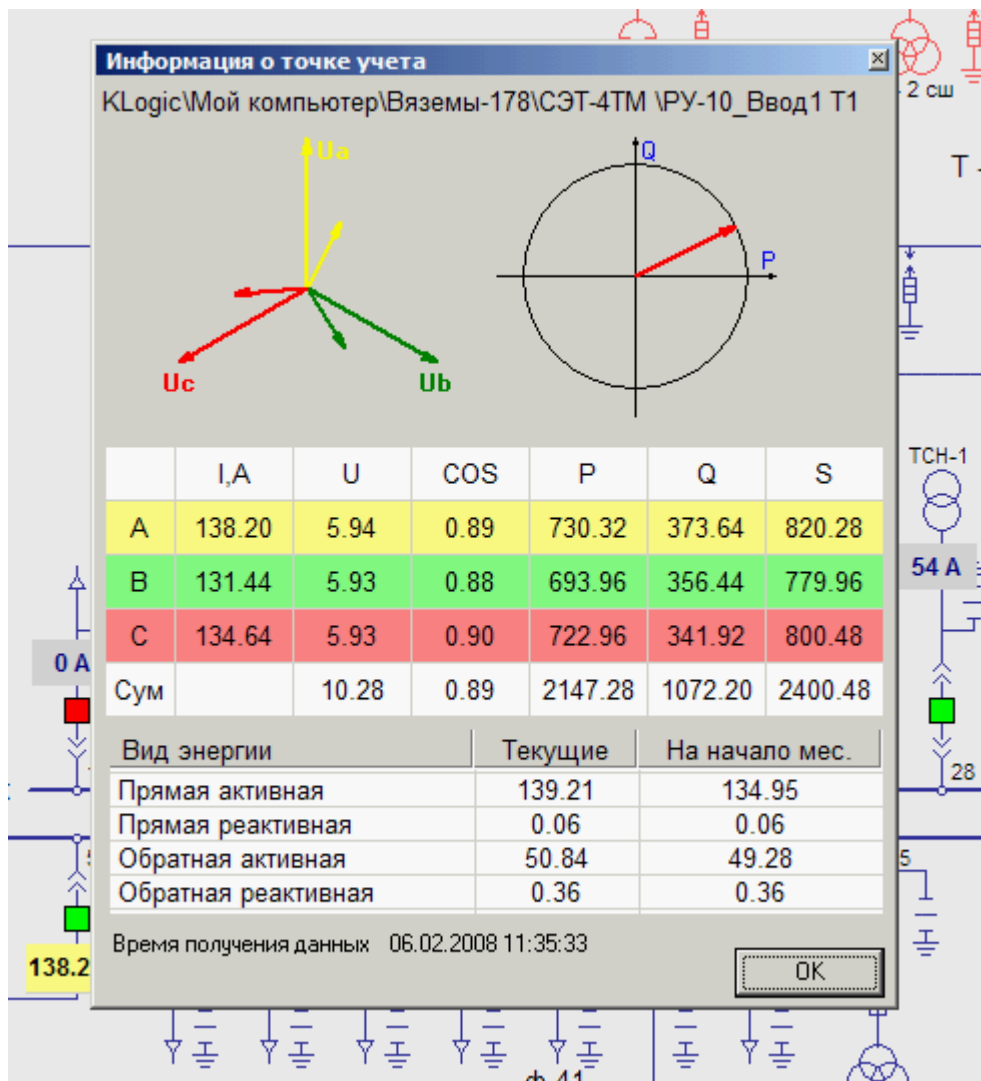 Информация о точке учета
KLogic\Мой компьютер\Вяземы-178\СЭТ-4ТМ \РУ-10_Ввод1 Т1
2 сш
Ua
Q
T -
P
Uc
Ub
I,A U COS P Q S
A 138.20 5.94 0.89 730.32 373.64 820.28
B 131.44 5.93 0.88 693.96 356.44 779.96
C 134.64 5.93 0.90 722.96 341.92 800.48
Сум 10.28 0.89 2147.28 1072.20 2400.48
ТСН-1
54 А
0 А
Вид энергии Текущие На начало мес.
Прямая активная 139.21 134.95
Прямая реактивная 0.06 0.06
Обратная активная 50.84 49.28
Обратная реактивная 0.36 0.36
28
5
Время получения данных 06.02.2008 11:35:33
OK
138.2